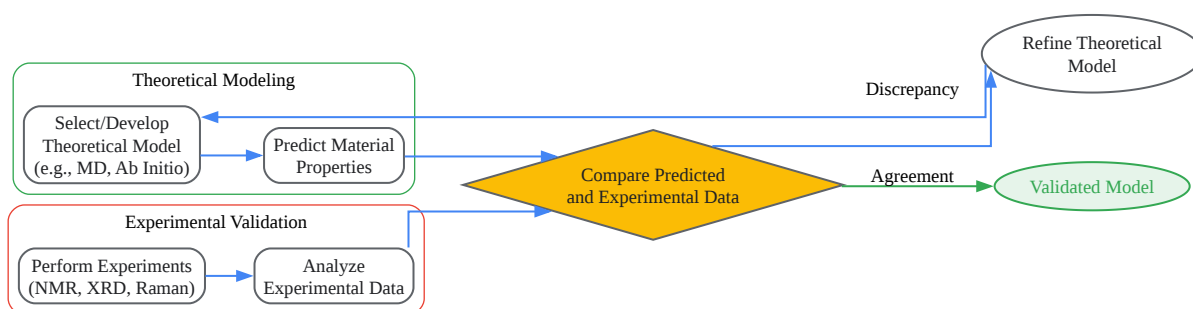 Theoretical Modeling
Select/Develop
Theoretical Model
(e.g., MD, Ab Initio)
Predict Material
Properties
Experimental Validation
Perform Experiments
(NMR, XRD, Raman)
Analyze
Experimental Data
Compare Predicted
and Experimental Data
Discrepancy
Refine Theoretical
Model
Agreement
Validated Model